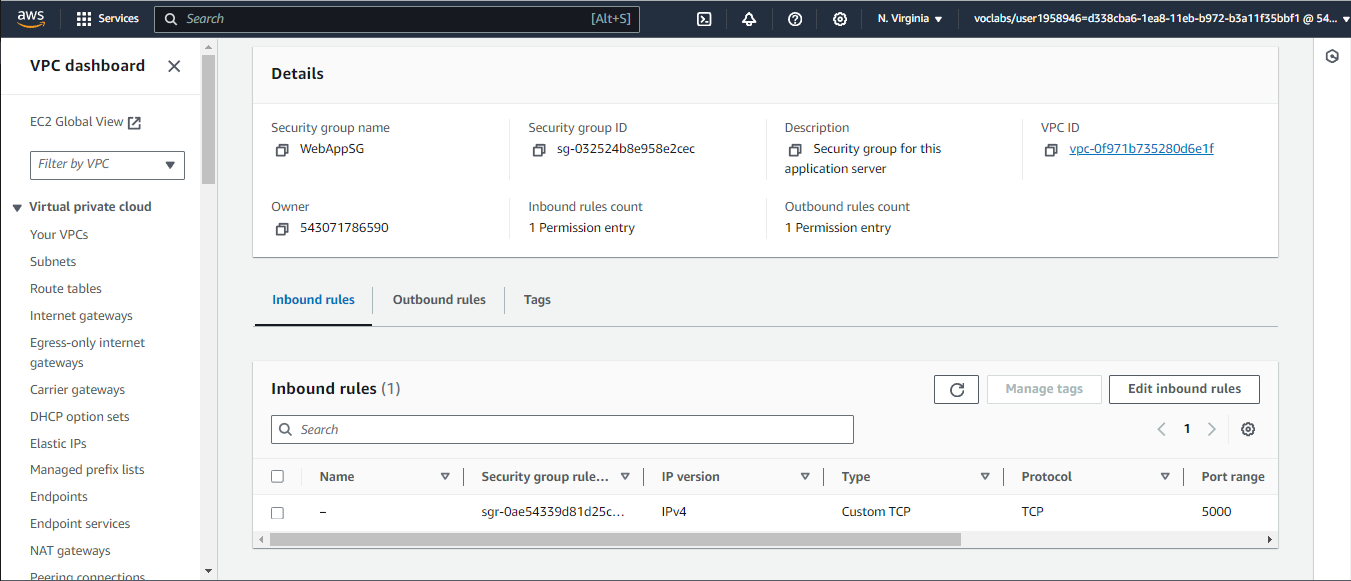 aws Services Search [Alt+S] N. Virginia voclabs/user1958946=d338cba6-1ea8-11eb-b972-b3a11f35bbf1 @ 54...
VPC dashboard
EC2 Global View
Filter by VPC
Virtual private cloud
Your VPCs
Subnets
Route tables
Internet gateways
Egress-only internet
gateways
Carrier gateways
DHCP option sets
Elastic IPs
Managed prefix lists
Endpoints
Endpoint services
NAT gateways
Peering connections
Details
Security group name
WebAppSG
Security group ID
sg-032524b8e958e2cec
Description
Security group for this
application server
VPC ID
vpc-0f971b735280d6e1f
Owner
543071786590
Inbound rules count
1 Permission entry
Outbound rules count
1 Permission entry
Inbound rules Outbound rules Tags
Inbound rules (1) Manage tags Edit inbound rules
Search 1
Name Security group rule... IP version Type Protocol Port range
– sgr-0ae54339d81d25c... IPv4 Custom TCP TCP 5000